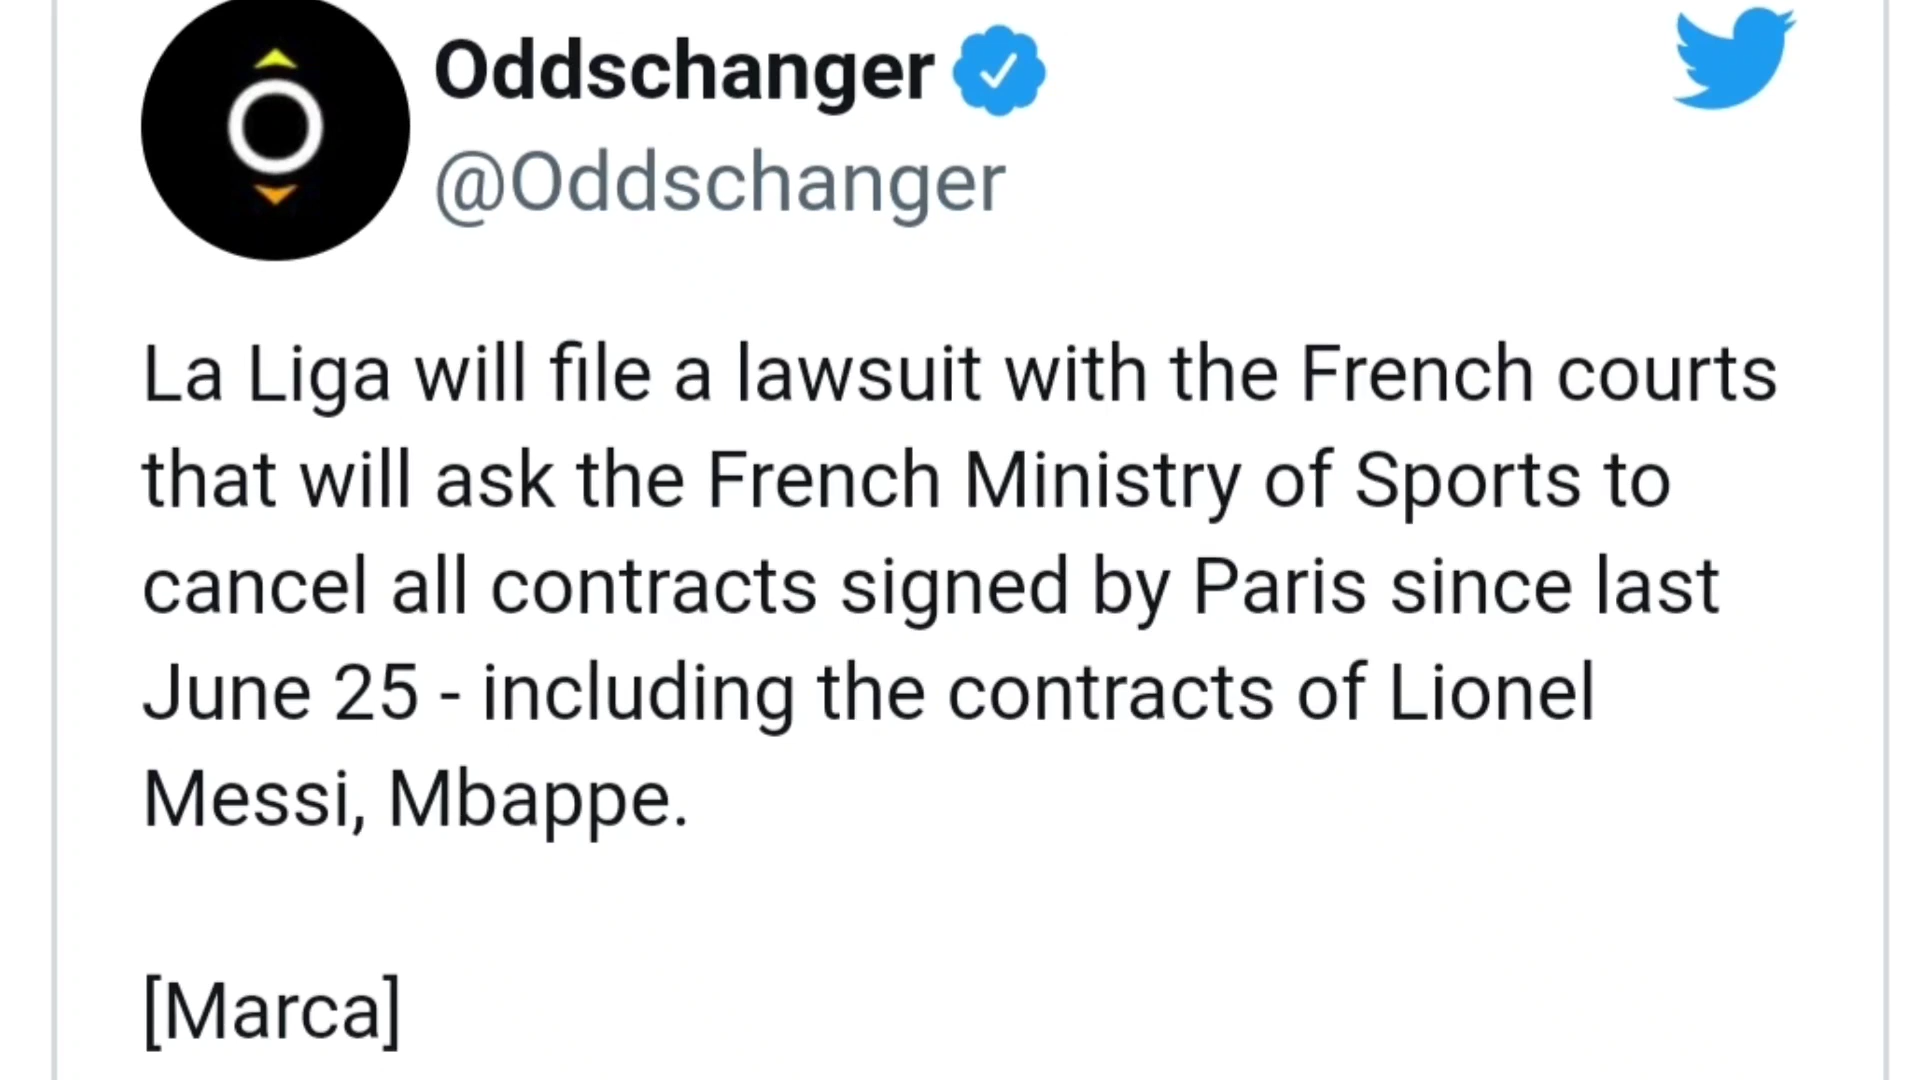 Oddschanger
@Oddschanger
La Liga will file a lawsuit with the French courts
that will ask the French Ministry of Sports to
cancel all contracts signed by Paris since last
June 25 - including the contracts of Lionel
Messi, Mbappe.
[Marca]